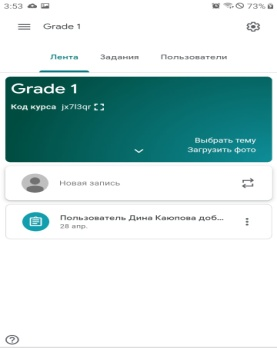 3:53 73%
Grade 1
Лента Задания Пользователи
Grade 1
Код курса jx7l3qr
Выбрать тему
Загрузить фото
Новая запись
Пользователь Дина Каюпова доб...
28 апр.